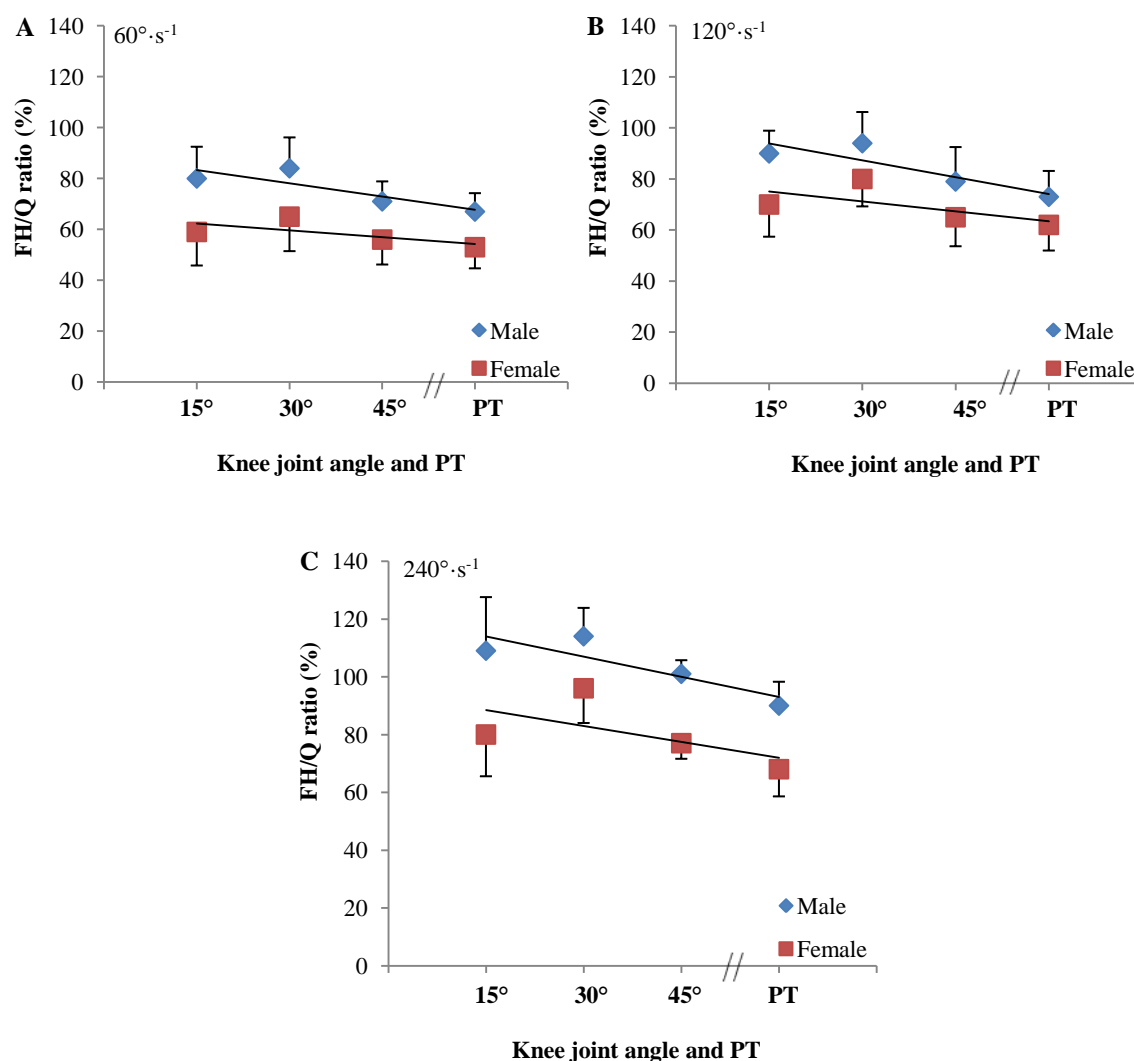 A 60°·s⁻¹
140
120
100
80
60
40
20
0
FH/Q ratio (%)
Male
Female
15° 30° 45° PT
Knee joint angle and PT
B 120°·s⁻¹
140
120
100
80
60
40
20
0
FH/Q ratio (%)
Male
Female
15° 30° 45° PT
Knee joint angle and PT
C 240°·s⁻¹
140
120
100
80
60
40
20
0
FH/Q ratio (%)
Male
Female
15° 30° 45° PT
Knee joint angle and PT